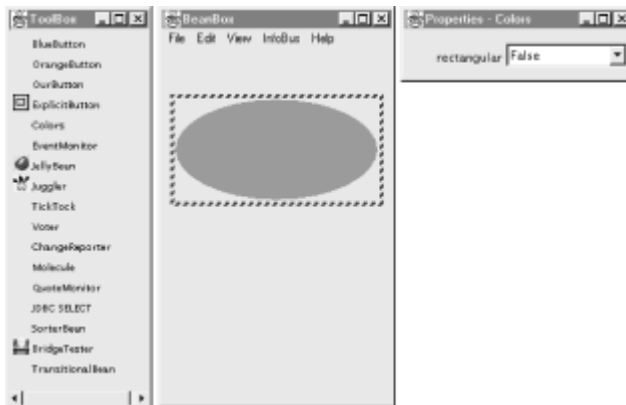 ToolBox
BlueButton
OrangeButton
OurButton
ExplicitButton
Colors
EventMonitor
JellyBean
Juggler
TickTock
Voter
ChangeReporter
Molecule
QuoteMonitor
JDBC SELECT
SorterBean
BridgeTester
TransitionalBean
BeanBox
File Edit View InfoBus Help
Properties - Colors
rectangular False